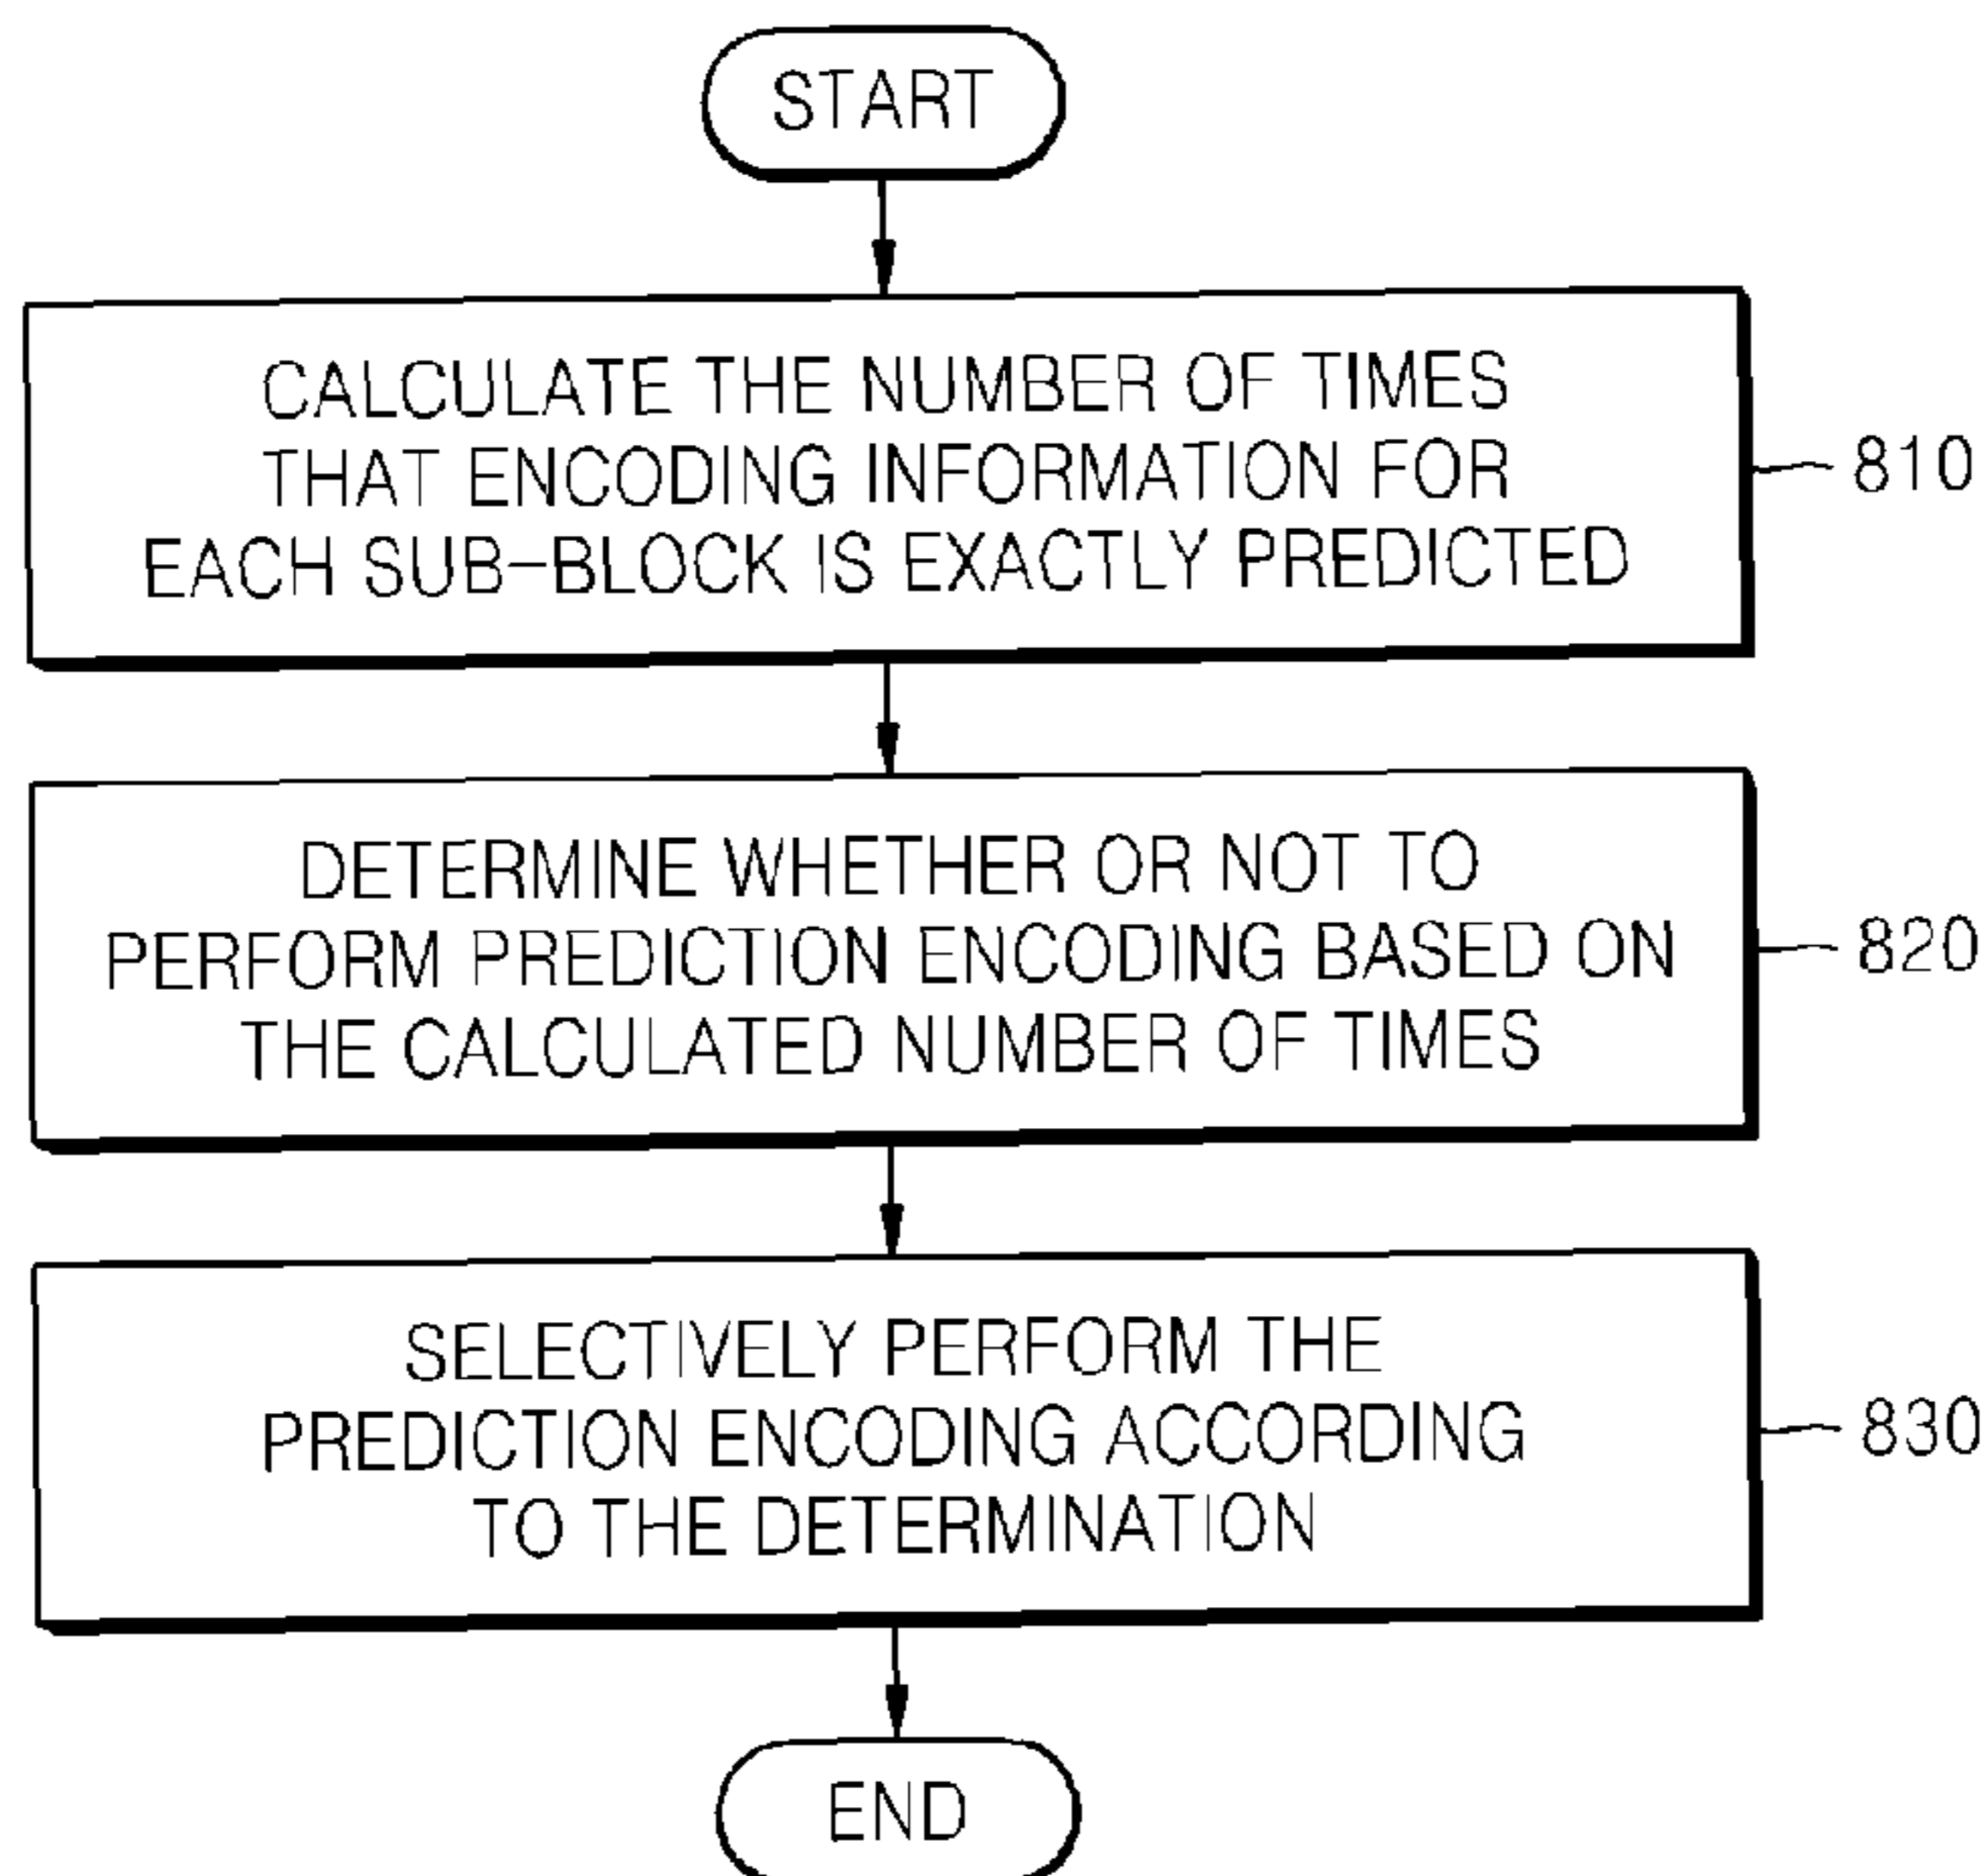 START
CALCULATE THE NUMBER OF TIMES
THAT ENCODING INFORMATION FOR
EACH SUB-BLOCK IS EXACTLY PREDICTED
810
DETERMINE WHETHER OR NOT TO
PERFORM PREDICTION ENCODING BASED ON
THE CALCULATED NUMBER OF TIMES
820
SELECTIVELY PERFORM THE
PREDICTION ENCODING ACCORDING
TO THE DETERMINATION
830
END